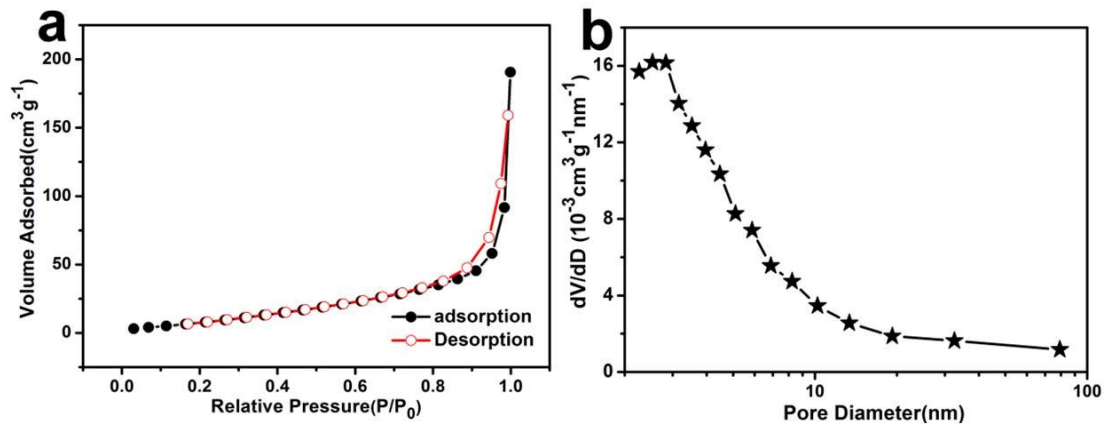 a
Volume Adsorbed(cm³g⁻¹)
200
150
100
50
0
adsorption
Desorption
0.0 0.2 0.4 0.6 0.8 1.0
Relative Pressure(P/P₀)
b
dV/dD (10⁻³cm³g⁻¹nm⁻¹)
16
12
8
4
0
10 100
Pore Diameter(nm)